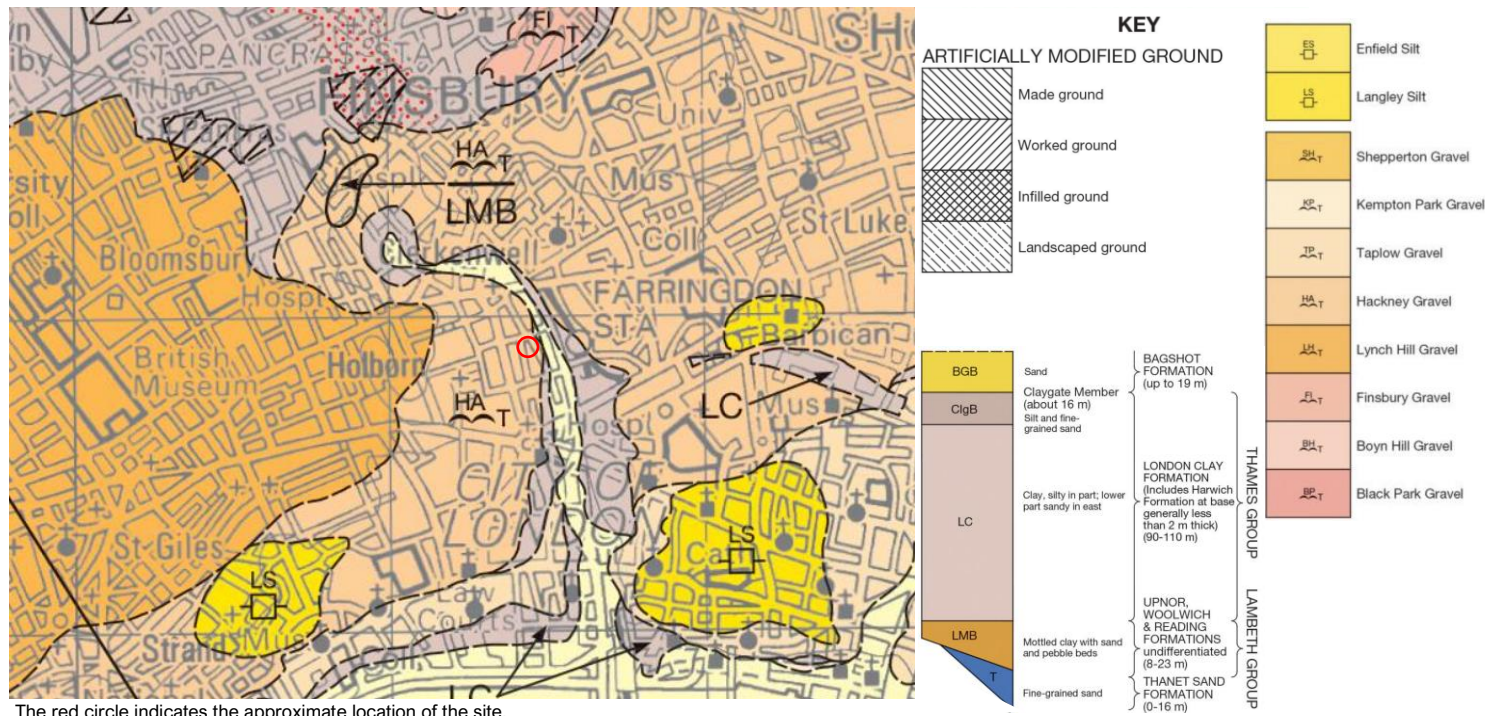 ST PANCRAS STA
FI
T
SH
FINSBURY
St Pancras
Univ
HA
T
LMB
Hospl
Mus
Coll
St Luke
Bloomsbury
Clerkenwell
Hospl
FARRINGDON
STA
Barbican
British
Museum
Holborn
HA
T
LC
Mus
Hospl
CITY OF
LONDON
St Giles
LS
LS
Law
Courts
Strand
Mus
Coll
LC
The red circle indicates the approximate location of the site
KEY
ARTIFICIALLY MODIFIED GROUND
Made ground
Worked ground
Infilled ground
Landscaped ground
ES
Enfield Silt
LS
Langley Silt
SH
T
Shepperton Gravel
KP
T
Kempton Park Gravel
TP
T
Taplow Gravel
HA
T
Hackney Gravel
LH
T
Lynch Hill Gravel
FI
T
Finsbury Gravel
BH
T
Boyn Hill Gravel
BP
T
Black Park Gravel
BGB
Sand
BAGSHOT
FORMATION
(up to 19 m)
ClgB
Claygate Member
(about 16 m)
Silt and fine-
grained sand
LC
Clay, silty in part; lower
part sandy in east
LONDON CLAY
FORMATION
(Includes Harwich
Formation at base
generally less
than 2 m thick)
(90-110 m)
THAMES GROUP
LMB
Mottled clay with sand
and pebble beds
UPNOR,
WOOLWICH
& READING
FORMATIONS
undifferentiated
(8-23 m)
LAMBETH GROUP
T
Fine-grained sand
THANET SAND
FORMATION
(0-16 m)